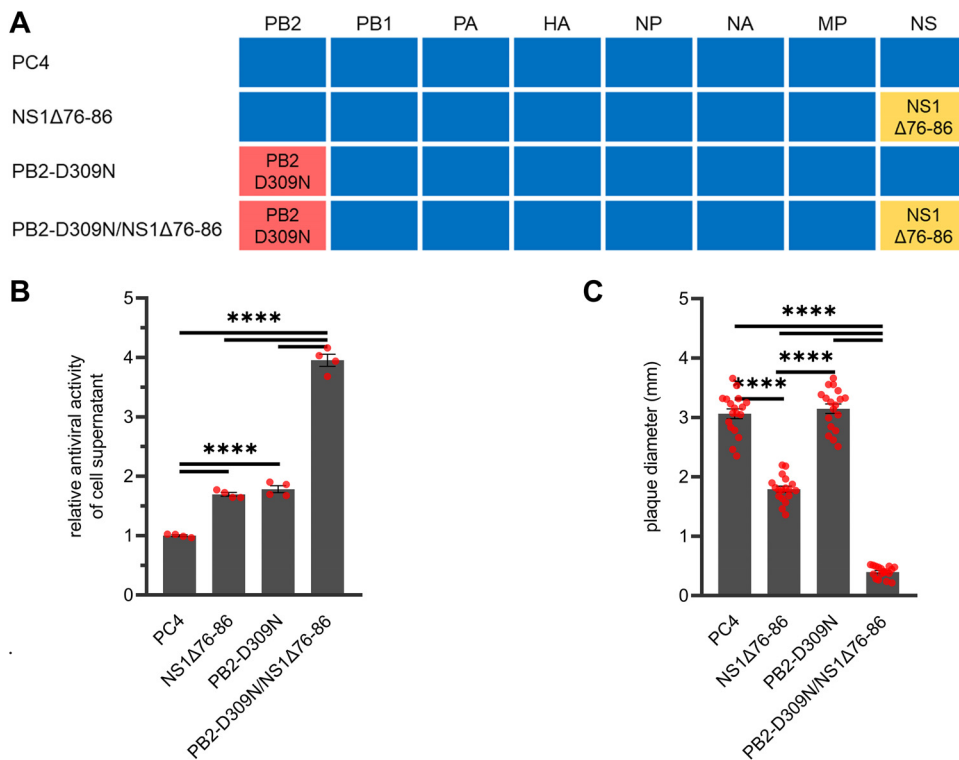 A
PB2 PB1 PA HA NP NA MP NS
PC4
NS1Δ76-86
NS1
Δ76-86
PB2-D309N
PB2
D309N
PB2-D309N/NS1Δ76-86
PB2
D309N
NS1
Δ76-86
B
relative antiviral activity
of cell supernatant
5
4
3
2
1
0
****
****
PC4
NS1Δ76-86
PB2-D309N
PB2-D309N/NS1Δ76-86
C
plaque diameter (mm)
5
4
3
2
1
0
****
****
****
PC4
NS1Δ76-86
PB2-D309N
PB2-D309N/NS1Δ76-86